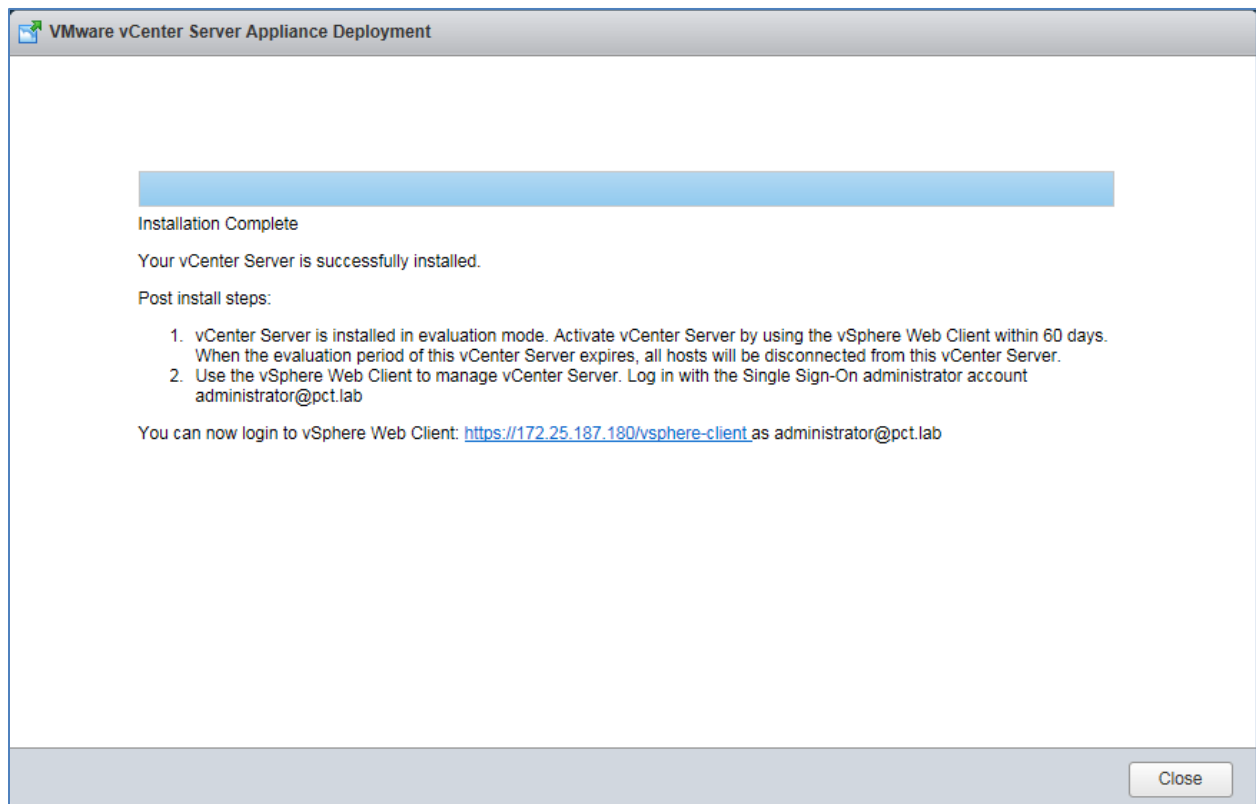 VMware vCenter Server Appliance Deployment
Installation Complete
Your vCenter Server is successfully installed.
Post install steps:
1. vCenter Server is installed in evaluation mode. Activate vCenter Server by using the vSphere Web Client within 60 days.
When the evaluation period of this vCenter Server expires, all hosts will be disconnected from this vCenter Server.
2. Use the vSphere Web Client to manage vCenter Server. Log in with the Single Sign-On administrator account
administrator@pct.lab
You can now login to vSphere Web Client: https://172.25.187.180/vsphere-client as administrator@pct.lab
Close